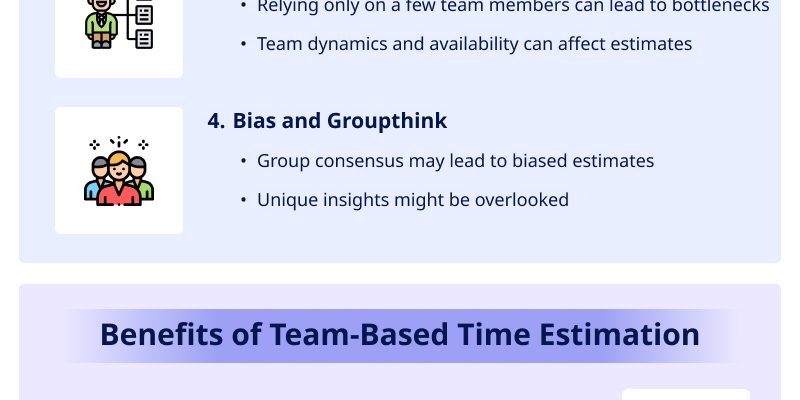 • Relying only on a few team members can lead to bottlenecks
• Team dynamics and availability can affect estimates
4. Bias and Groupthink
• Group consensus may lead to biased estimates
• Unique insights might be overlooked
Benefits of Team-Based Time Estimation